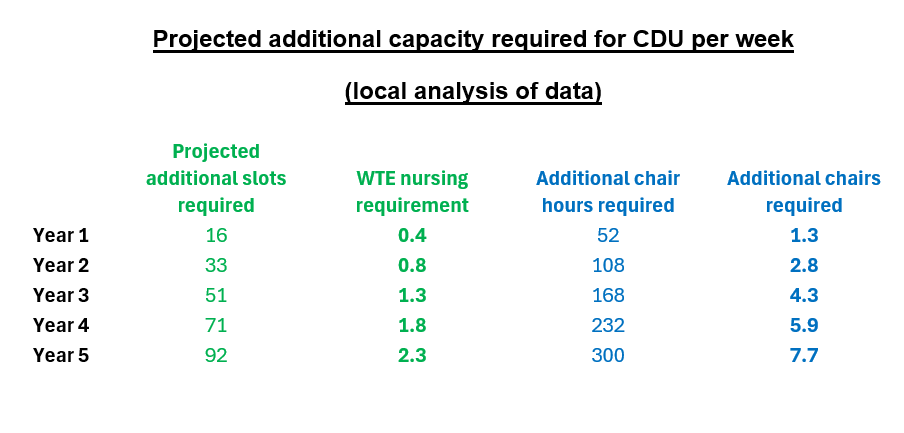 Projected additional capacity required for CDU per week
(local analysis of data)
Projected
additional slots WTE nursing Additional chair Additional chairs
required requirement hours required required
Year 1 16 0.4 52 1.3
Year 2 33 0.8 108 2.8
Year 3 51 1.3 168 4.3
Year 4 71 1.8 232 5.9
Year 5 92 2.3 300 7.7